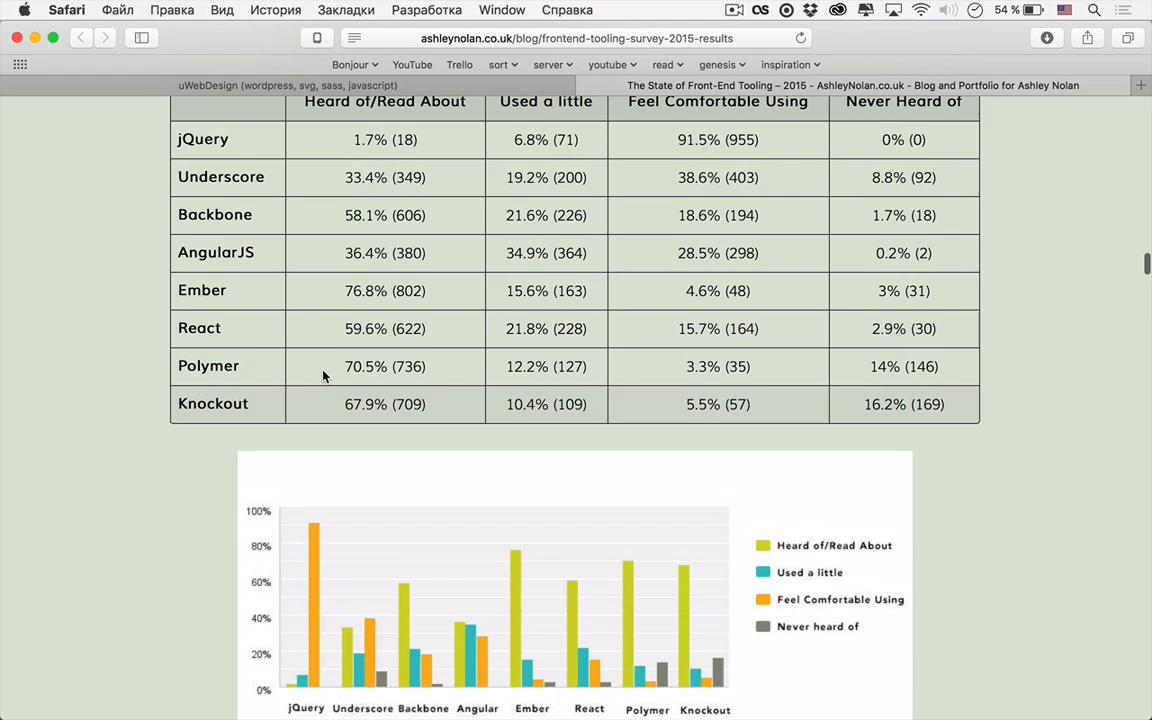 Safari Файл Правка Вид История Закладки Разработка Window Справка 54 %
ashleynolan.co.uk/blog/frontend-tooling-survey-2015-results
Bonjour YouTube Trello sort server youtube read genesis inspiration
uWebDesign (wordpress, svg, sass, javascript) The State of Front-End Tooling – 2015 - AshleyNolan.co.uk - Blog and Portfolio for Ashley Nolan
Heard of/Read About Used a little Feel Comfortable Using Never Heard of
jQuery 1.7% (18) 6.8% (71) 91.5% (955) 0% (0)
Underscore 33.4% (349) 19.2% (200) 38.6% (403) 8.8% (92)
Backbone 58.1% (606) 21.6% (226) 18.6% (194) 1.7% (18)
AngularJS 36.4% (380) 34.9% (364) 28.5% (298) 0.2% (2)
Ember 76.8% (802) 15.6% (163) 4.6% (48) 3% (31)
React 59.6% (622) 21.8% (228) 15.7% (164) 2.9% (30)
Polymer 70.5% (736) 12.2% (127) 3.3% (35) 14% (146)
Knockout 67.9% (709) 10.4% (109) 5.5% (57) 16.2% (169)
100%
80%
60%
40%
20%
0%
jQuery Underscore Backbone Angular Ember React Polymer Knockout
Heard of/Read About
Used a little
Feel Comfortable Using
Never heard of